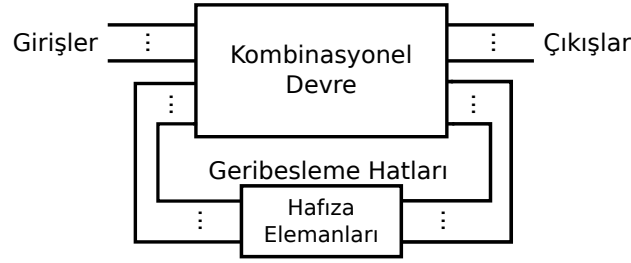 Girişler
Kombinasyonel
Devre
Çıkışlar
Geribesleme Hatları
Hafıza
Elemanları